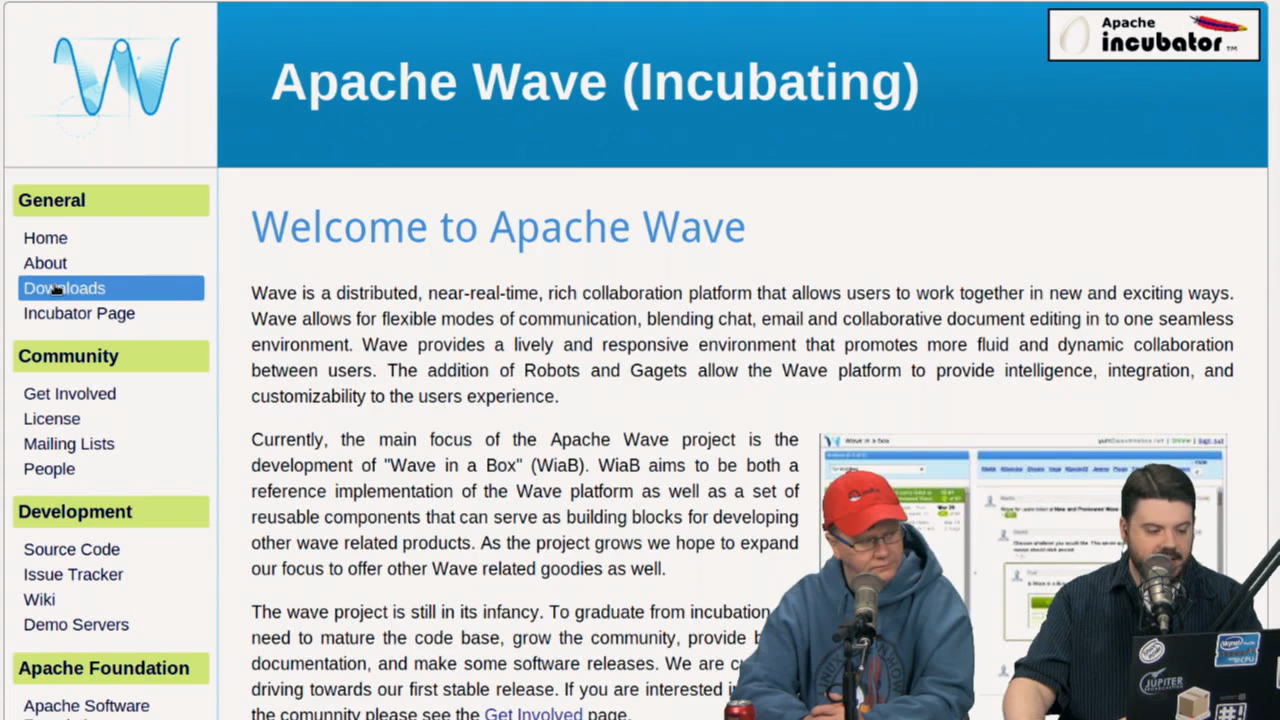 Apache Wave (Incubating)
Apache
incubator ™
General
Home
About
Downloads
Incubator Page
Community
Get Involved
License
Mailing Lists
People
Development
Source Code
Issue Tracker
Wiki
Demo Servers
Apache Foundation
Apache Software
Welcome to Apache Wave
Wave is a distributed, near-real-time, rich collaboration platform that allows users to work together in new and exciting ways.
Wave allows for flexible modes of communication, blending chat, email and collaborative document editing in to one seamless
environment. Wave provides a lively and responsive environment that promotes more fluid and dynamic collaboration
between users. The addition of Robots and Gagets allow the Wave platform to provide intelligence, integration, and
customizability to the users experience.
Currently, the main focus of the Apache Wave project is the
development of "Wave in a Box" (WiaB). WiaB aims to be both a
reference implementation of the Wave platform as well as a set of
reusable components that can serve as building blocks for developing
other wave related products. As the project grows we hope to expand
our focus to offer other Wave related goodies as well.
The wave project is still in its infancy. To graduate from incubation
need to mature the code base, grow the community, provide
documentation, and make some software releases. We are
driving towards our first stable release. If you are interested
the comunnity please see the Get Involved page.
Wave in a box
Online
JUPITER
#!